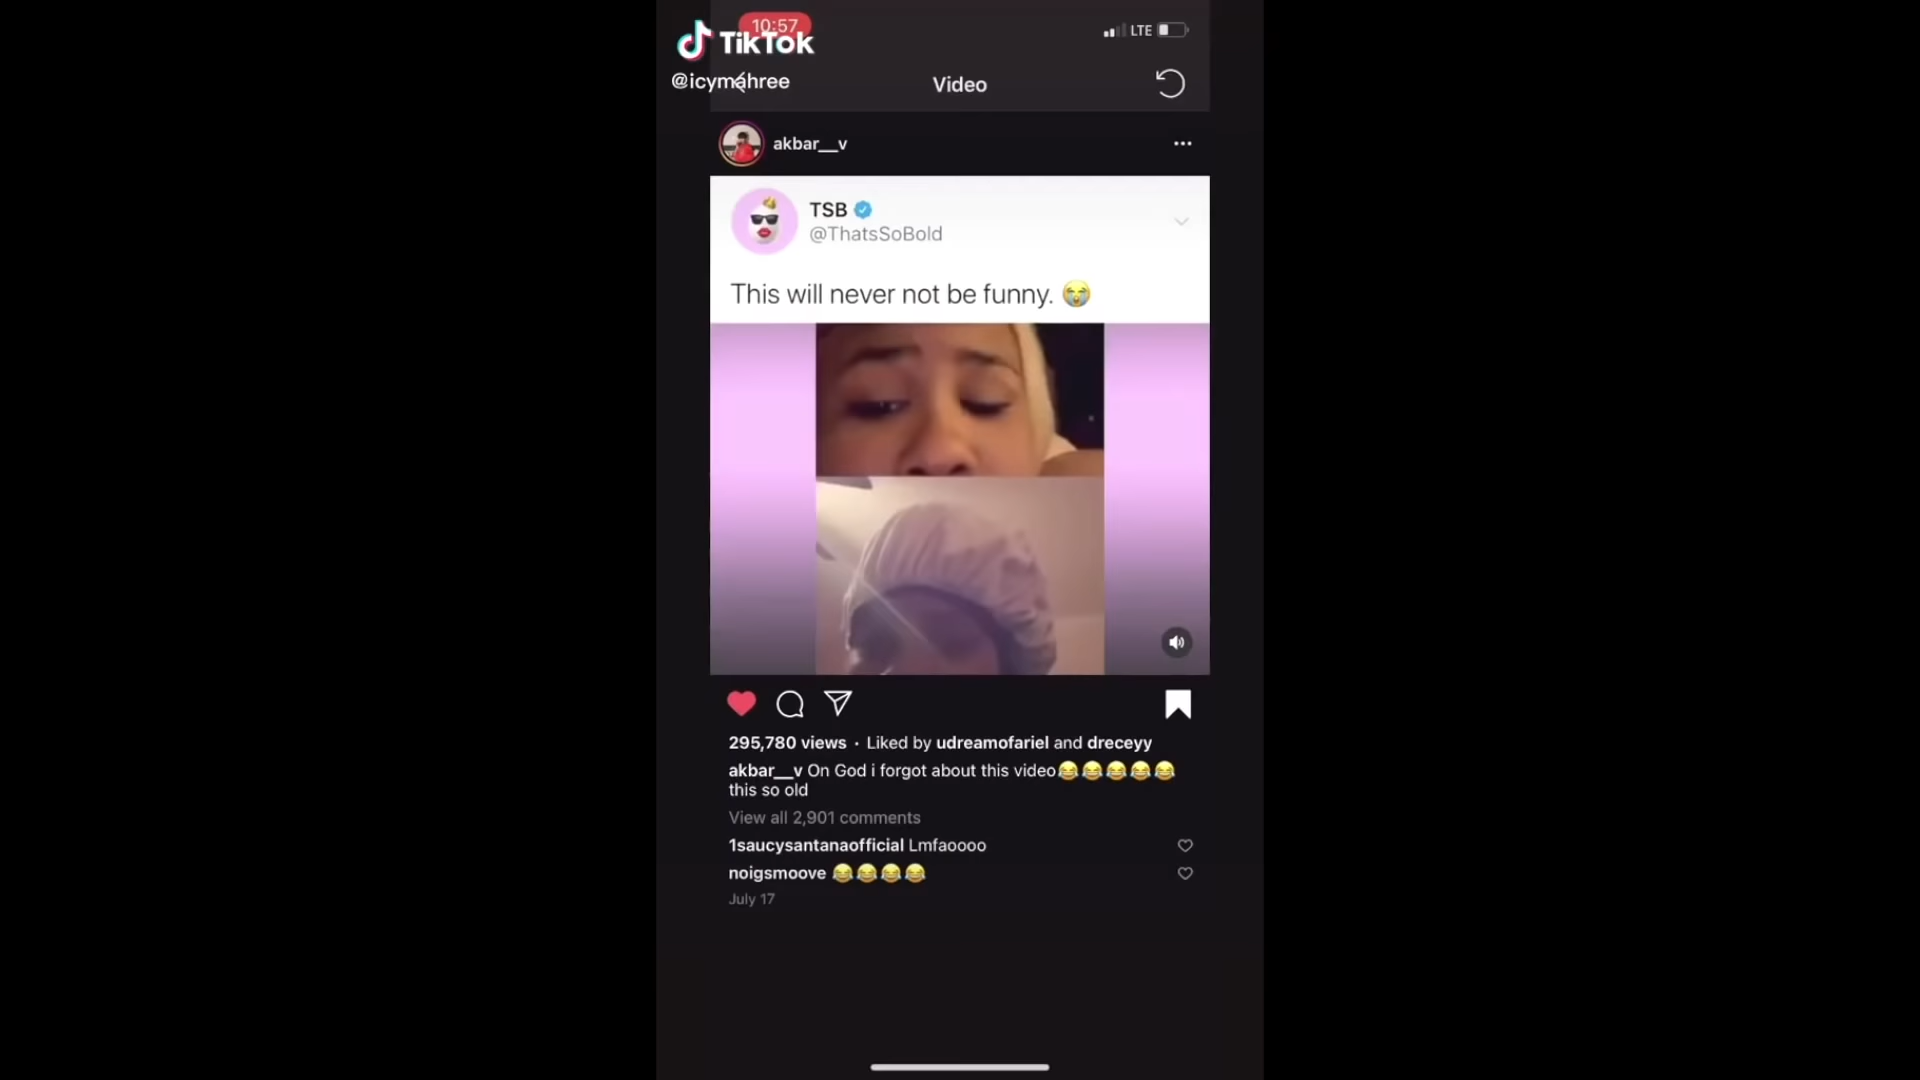 10:57
LTE
TikTok
@icymahree
Video
akbar__v
TSB
@ThatsSoBold
This will never not be funny. 😭
295,780 views · Liked by udreamofariel and dreceyy
akbar__v On God i forgot about this video😂😂😂😂😂
this so old
View all 2,901 comments
1saucysantanaofficial Lmfaoooo
noigsmoove 😂😂😂😂
July 17